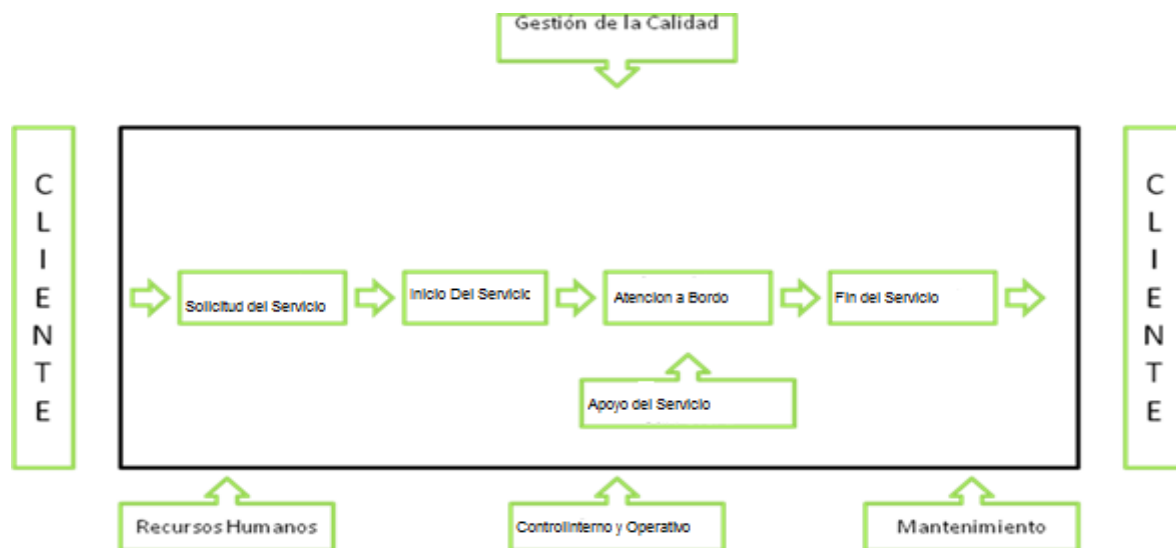 Gestión de la Calidad
C
L
I
E
N
T
E
Solicitud del Servicio
Inicio Del Servicio
Atencion a Bordo
Fin del Servicio
Apoyo del Servicio
C
L
I
E
N
T
E
Recursos Humanos
ControlInterno y Operativo
Mantenimiento